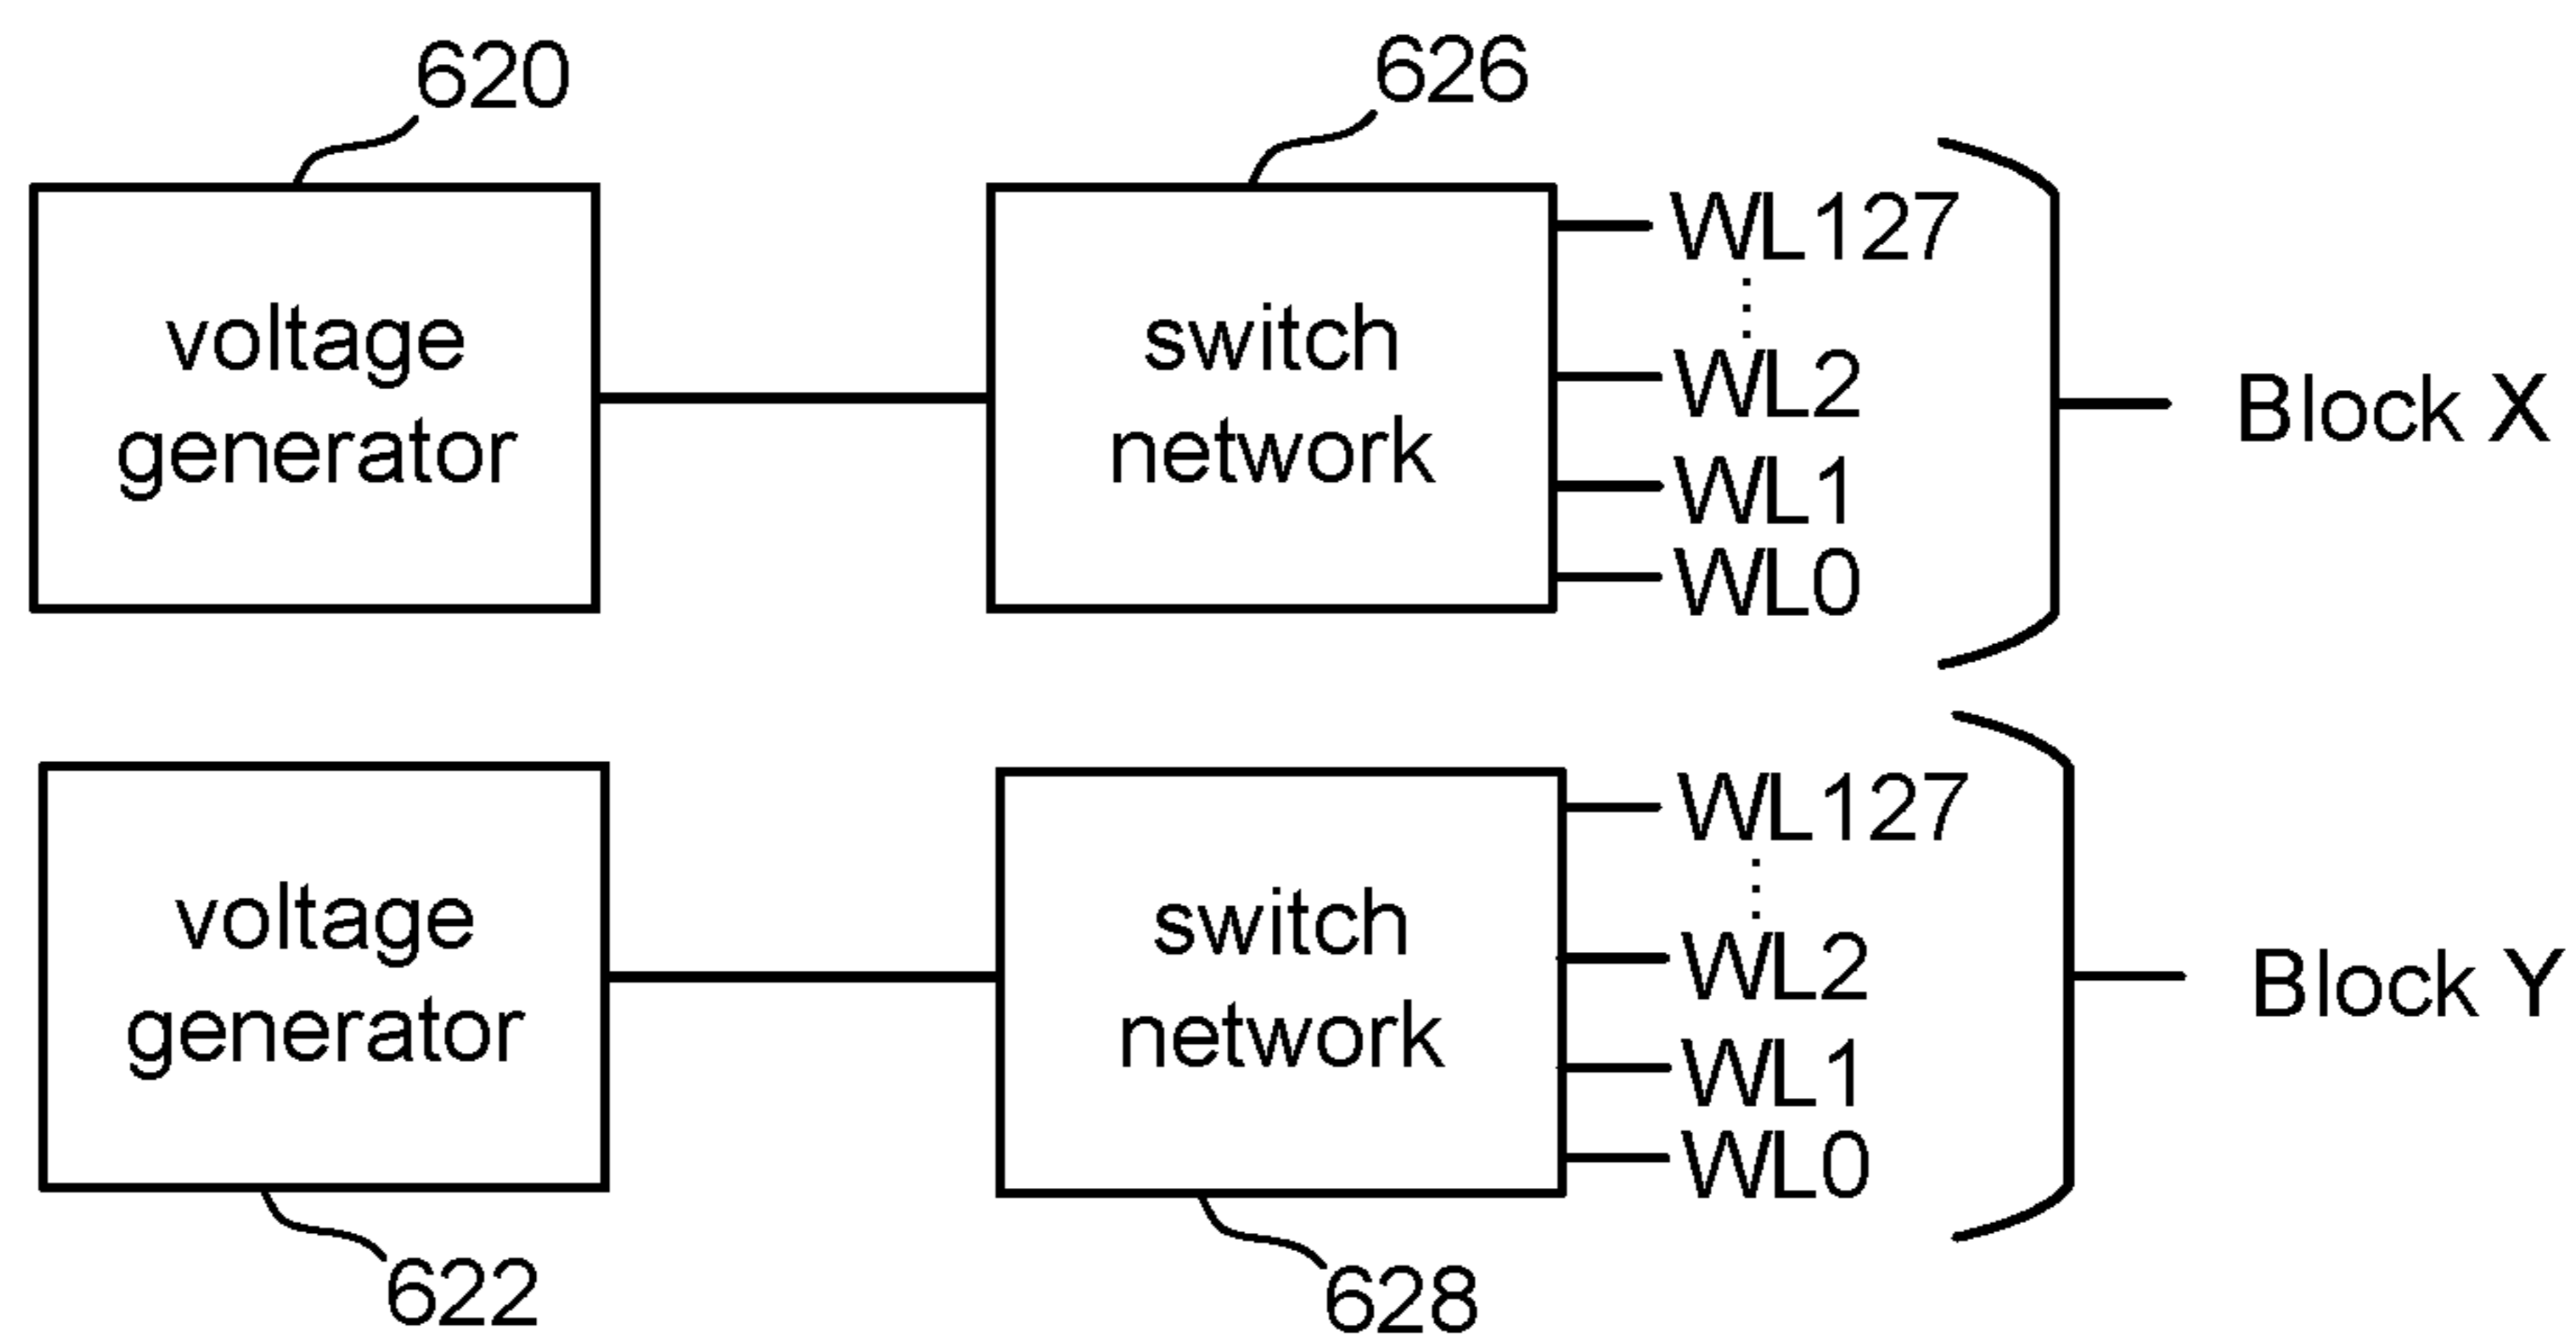 620
626
voltage
generator
switch
network
WL127
WL2
WL1
WL0
Block X
voltage
generator
switch
network
WL127
WL2
WL1
WL0
Block Y
622
628